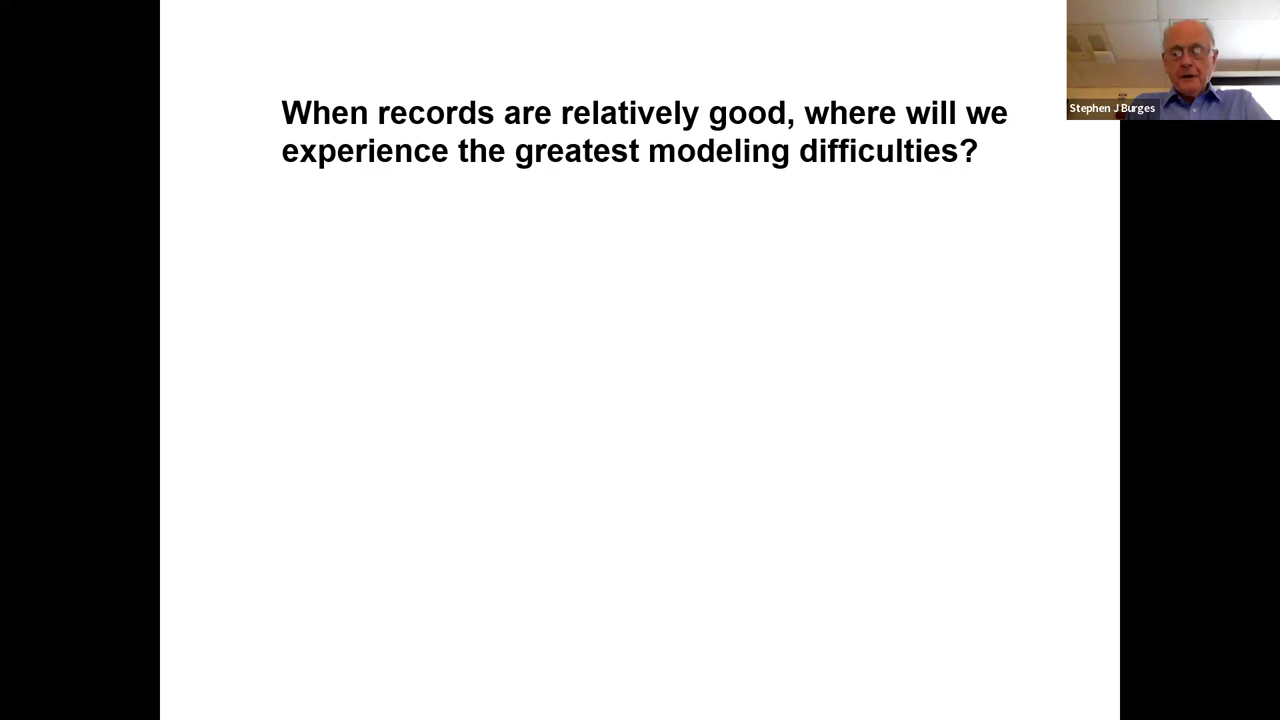 When records are relatively good, where will we
experience the greatest modeling difficulties?
Stephen J Burges